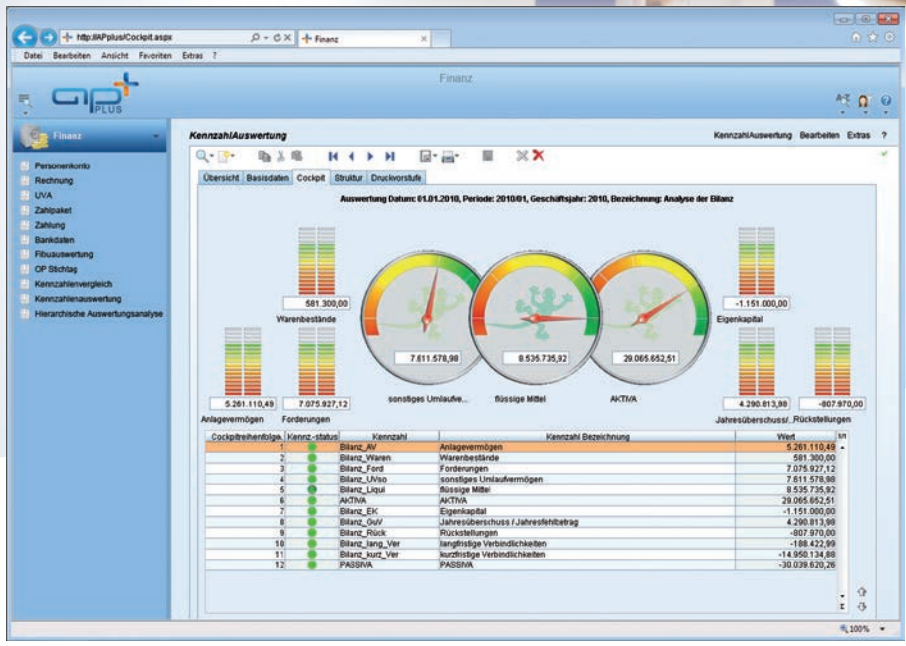 http://APplus/Cockpit.aspx
Finanz
Datei Bearbeiten Ansicht Favoriten Extras ?
Finanz
ap+
PLUS
A-Z
Finanz
KennzahlAuswertung
KennzahlAuswertung Bearbeiten Extras ?
Personenkonto
Rechnung
UVA
Zahlpaket
Zahlung
Bankdaten
Fibuauswertung
OP Stichtag
Kennzahlenvergleich
Kennzahlenauswertung
Hierarchische Auswertungsanalyse
Übersicht Basisdaten Cockpit Struktur Druckvorstufe
Auswertung Datum: 01.01.2010, Periode: 2010/01, Geschäftsjahr: 2010, Bezeichnung: Analyse der Bilanz
581.300,00
-1.151.000,00
Warenbestände
Eigenkapital
7.611.578,98
8.535.735,92
29.065.652,51
sonstiges Umlaufve...
flüssige Mittel
AKTIVA
5.261.110,49
7.075.927,12
4.290.813,98
-807.970,00
Anlagevermögen
Forderungen
Jahresüberschuss/...
Rückstellungen
Cockpitreihenfolge. Kennz.-status Kennzahl Kennzahl Bezeichnung Wert
1 Bilanz_AV Anlagevermögen 5.261.110,49
2 Bilanz_Waren Warenbestände 581.300,00
3 Bilanz_Ford Forderungen 7.075.927,12
4 Bilanz_UVso sonstiges Umlaufvermögen 7.611.578,98
5 Bilanz_Liqui flüssige Mittel 8.535.735,92
6 AKTIVA AKTIVA 29.065.652,51
7 Bilanz_EK Eigenkapital -1.151.000,00
8 Bilanz_GuV Jahresüberschuss / Jahresfehlbetrag 4.290.813,98
9 Bilanz_Rück Rückstellungen -807.970,00
10 Bilanz_lang_Ver langfristige Verbindlichkeiten -188.422,99
11 Bilanz_kurz_Ver kurzfristige Verbindlichkeiten -14.950.134,88
12 PASSIVA PASSIVA -30.039.620,26
100%